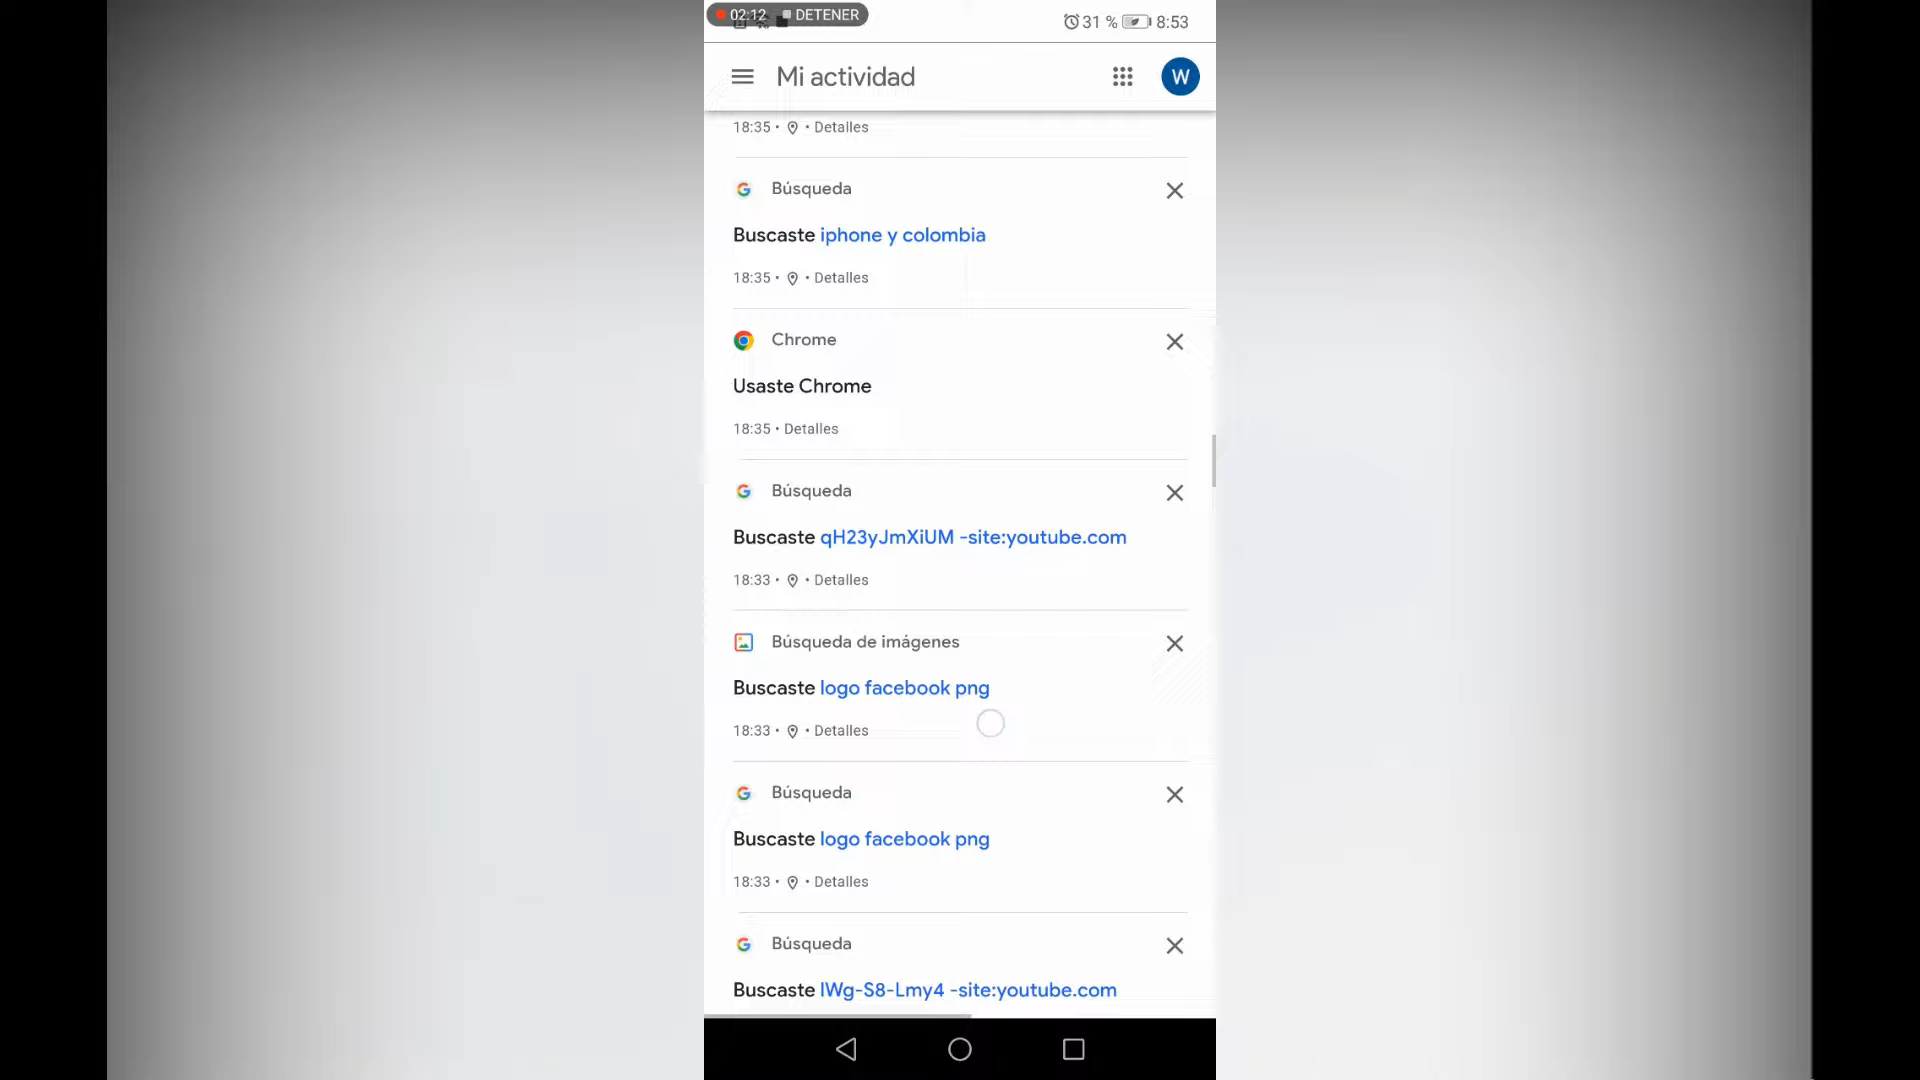 02:12 DETENER
31 % 8:53
Mi actividad
W
18:35 • • Detalles
Búsqueda
Buscaste iphone y colombia
18:35 • • Detalles
Chrome
Usaste Chrome
18:35 • Detalles
Búsqueda
Buscaste qH23yJmXiUM -site:youtube.com
18:33 • • Detalles
Búsqueda de imágenes
Buscaste logo facebook png
18:33 • • Detalles
Búsqueda
Buscaste logo facebook png
18:33 • • Detalles
Búsqueda
Buscaste lWg-S8-Lmy4 -site:youtube.com